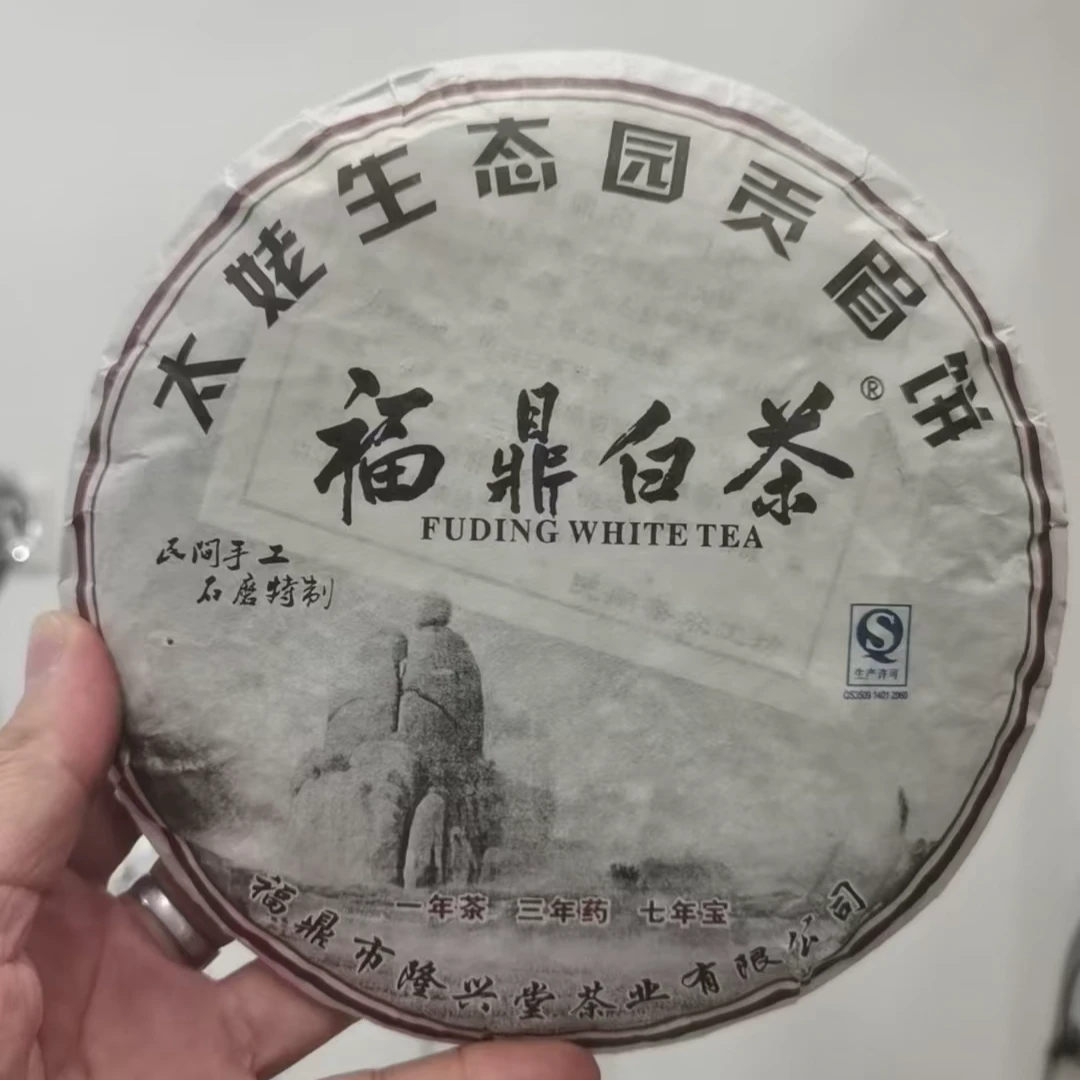 太姥生态园贡眉饼
福鼎白茶®
FUDING WHITE TEA
民间手工
石磨特制
生产许可
QS3509 1401 2060
一年茶 三年药 七年宝
福鼎市隆兴堂茶业有限公司